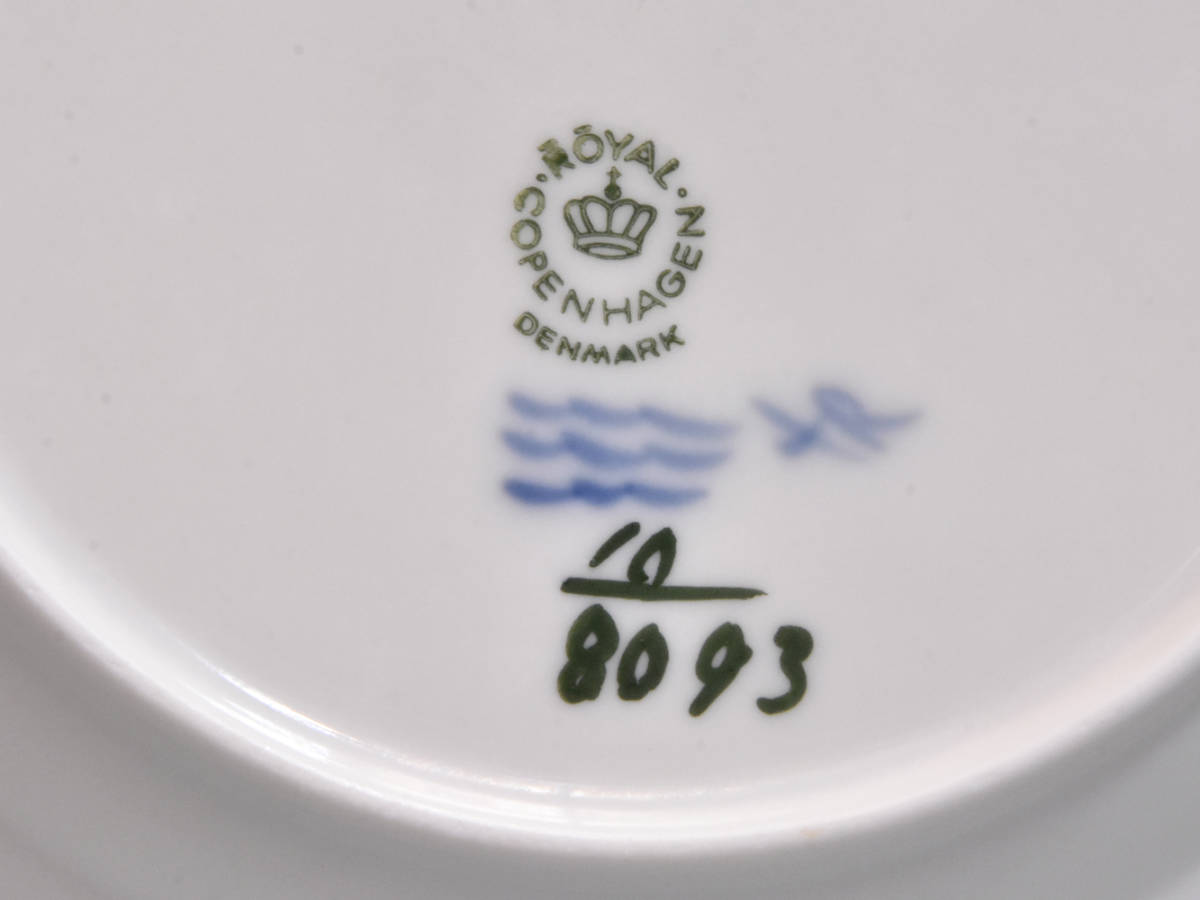 ROYAL
COPENHAGEN
DENMARK
10
8093